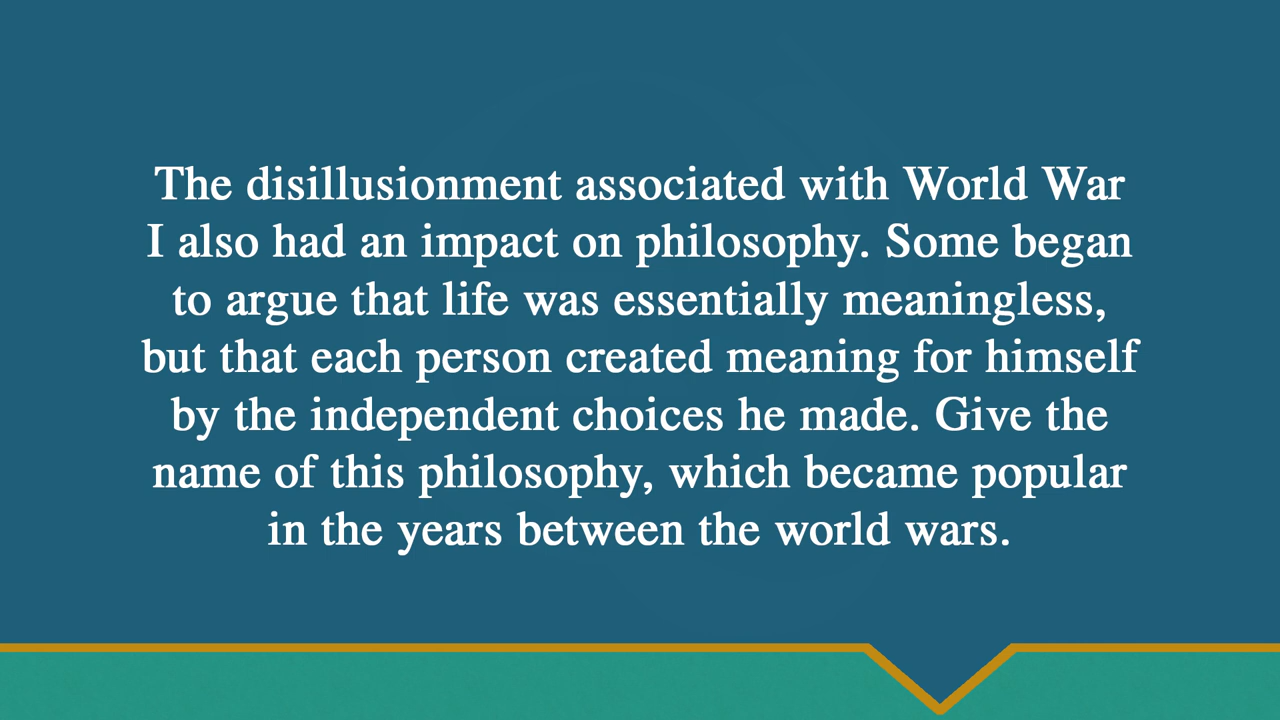 The disillusionment associated with World War
I also had an impact on philosophy. Some began
to argue that life was essentially meaningless,
but that each person created meaning for himself
by the independent choices he made. Give the
name of this philosophy, which became popular
in the years between the world wars.